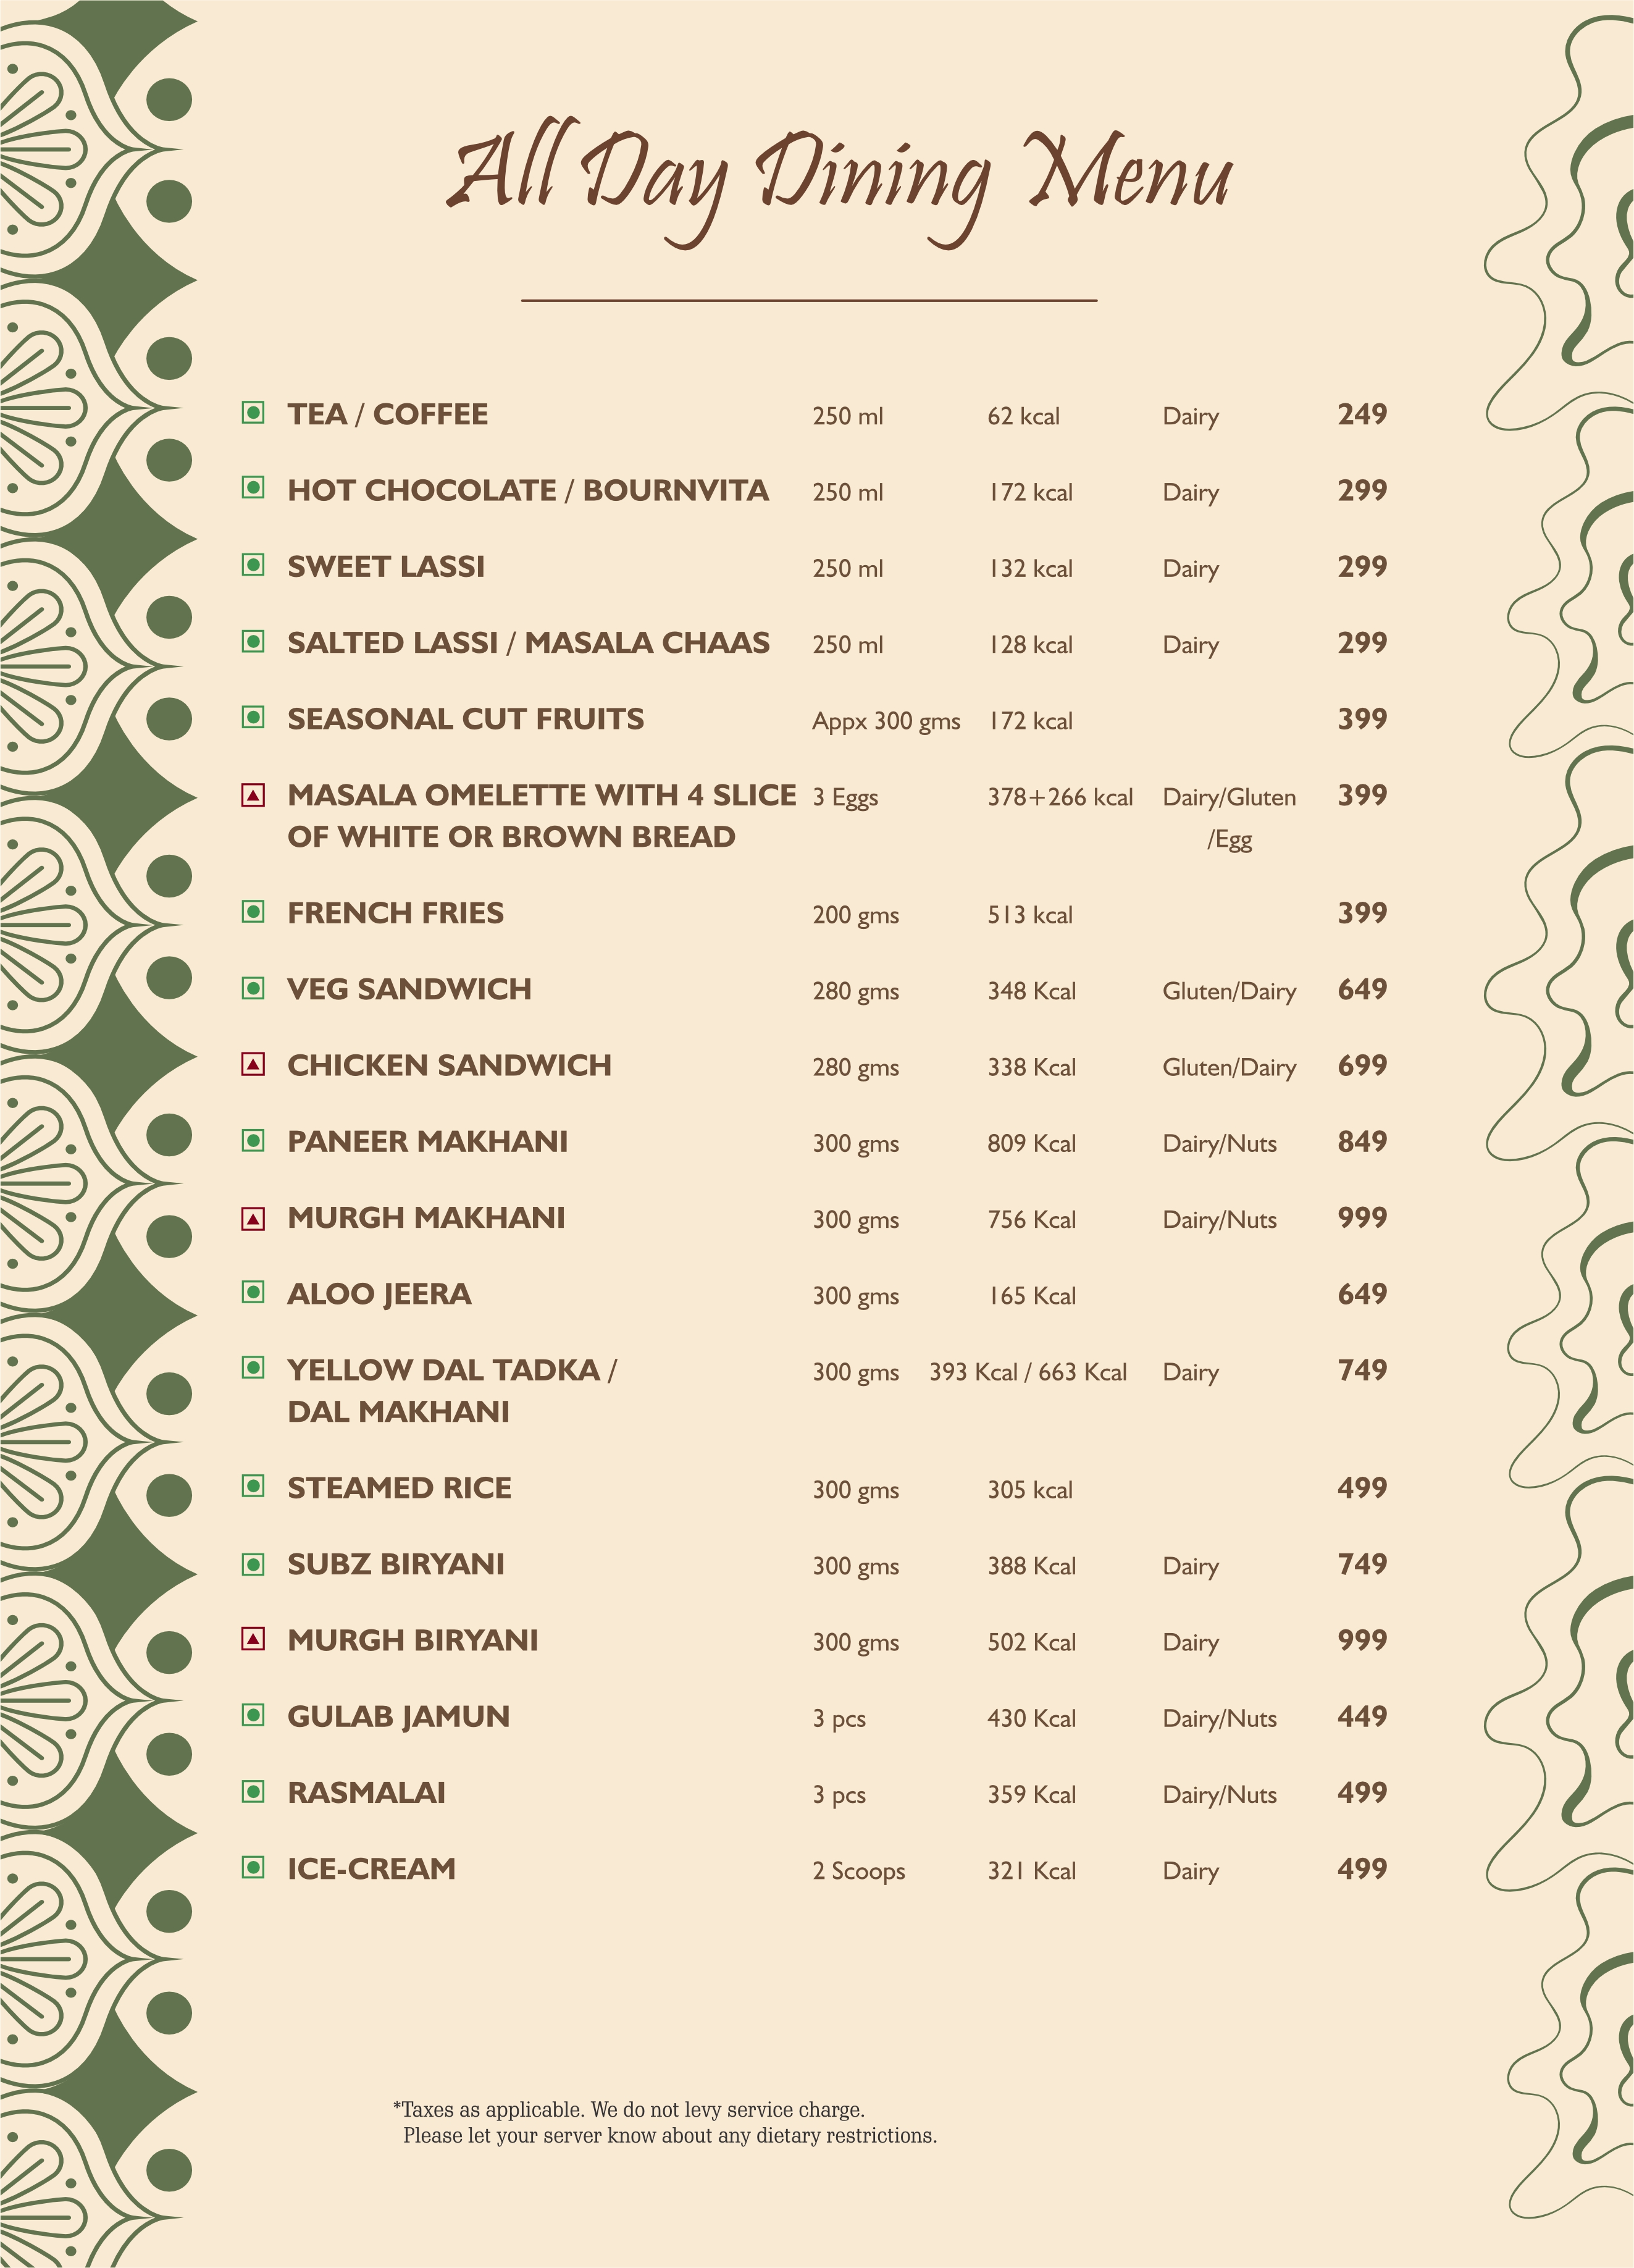 All Day Dining Menu
TEA / COFFEE 250 ml 62 kcal Dairy 249
HOT CHOCOLATE / BOURNVITA 250 ml 172 kcal Dairy 299
SWEET LASSI 250 ml 132 kcal Dairy 299
SALTED LASSI / MASALA CHAAS 250 ml 128 kcal Dairy 299
SEASONAL CUT FRUITS Appx 300 gms 172 kcal 399
MASALA OMELETTE WITH 4 SLICE 3 Eggs 378+266 kcal Dairy/Gluten 399
OF WHITE OR BROWN BREAD /Egg
FRENCH FRIES 200 gms 513 kcal 399
VEG SANDWICH 280 gms 348 Kcal Gluten/Dairy 649
CHICKEN SANDWICH 280 gms 338 Kcal Gluten/Dairy 699
PANEER MAKHANI 300 gms 809 Kcal Dairy/Nuts 849
MURGH MAKHANI 300 gms 756 Kcal Dairy/Nuts 999
ALOO JEERA 300 gms 165 Kcal 649
YELLOW DAL TADKA / 300 gms 393 Kcal / 663 Kcal Dairy 749
DAL MAKHANI
STEAMED RICE 300 gms 305 kcal 499
SUBZ BIRYANI 300 gms 388 Kcal Dairy 749
MURGH BIRYANI 300 gms 502 Kcal Dairy 999
GULAB JAMUN 3 pcs 430 Kcal Dairy/Nuts 449
RASMALAI 3 pcs 359 Kcal Dairy/Nuts 499
ICE-CREAM 2 Scoops 321 Kcal Dairy 499
*Taxes as applicable. We do not levy service charge.
Please let your server know about any dietary restrictions.